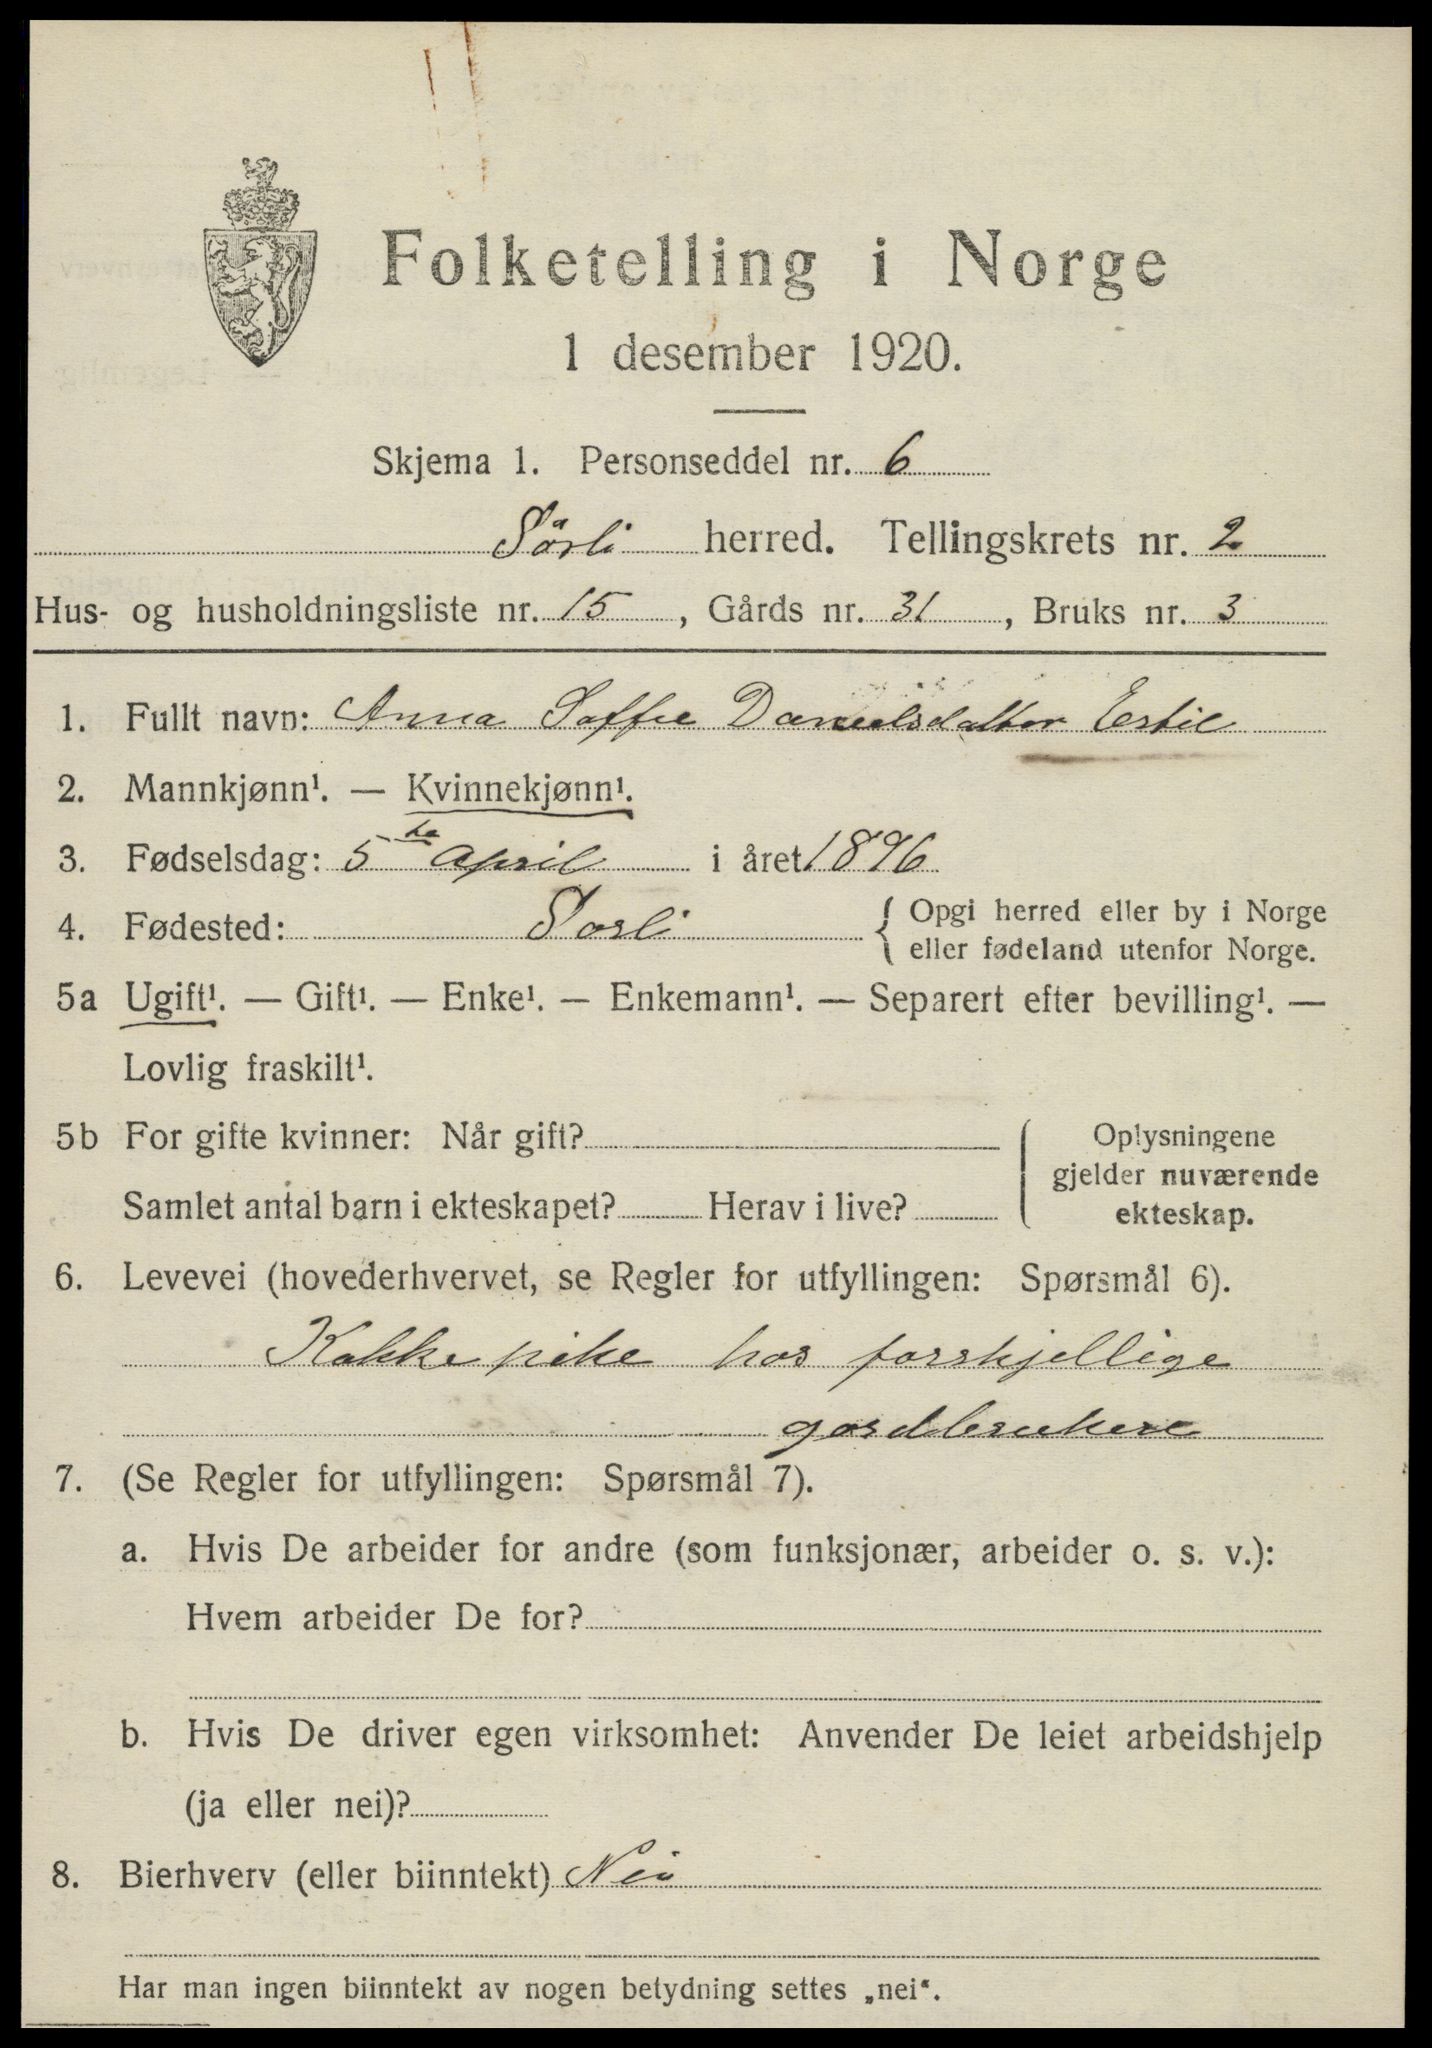 Folketelling i Norge
1 desember 1920.
Skjema 1. Personseddel nr. 6
Sörli herred. Tellingskrets nr. 2
Hus- og husholdningsliste nr. 15, Gårds nr. 31, Bruks nr. 3
1. Fullt navn: Anna Soffie Danielsdatter Estil
2. Mannkjønn¹. — Kvinnekjønn¹.
3. Fødselsdag: 5te April i året 1896
4. Fødested: Sorli { Opgi herred eller by i Norge
eller fødeland utenfor Norge.
5a Ugift¹. — Gift¹. — Enke¹. — Enkemann¹. — Separert efter bevilling¹. —
Lovlig fraskilt¹.
5b For gifte kvinner: Når gift?
Samlet antal barn i ekteskapet? Herav i live?
{ Oplysningene
gjelder nuværende
ekteskap.
6. Levevei (hovederhvervet, se Regler for utfyllingen: Spørsmål 6).
Kokke pike hos forskjellige
gardbrukere
7. (Se Regler for utfyllingen: Spørsmål 7).
a. Hvis De arbeider for andre (som funksjonær, arbeider o. s. v.):
Hvem arbeider De for?
b. Hvis De driver egen virksomhet: Anvender De leiet arbeidshjelp
(ja eller nei)?
8. Bierhverv (eller biinntekt) Nei
Har man ingen biinntekt av nogen betydning settes „nei“.